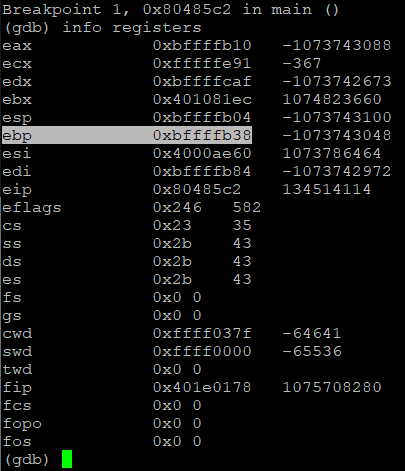 Breakpoint 1, 0x80485c2 in main ()
(gdb) info registers
eax 0xbffffb10 -1073743088
ecx 0xfffffe91 -367
edx 0xbffffcaf -1073742673
ebx 0x401081ec 1074823660
esp 0xbffffb04 -1073743100
ebp 0xbffffb38 -1073743048
esi 0x4000ae60 1073786464
edi 0xbffffb84 -1073742972
eip 0x80485c2 134514114
eflags 0x246 582
cs 0x23 35
ss 0x2b 43
ds 0x2b 43
es 0x2b 43
fs 0x0 0
gs 0x0 0
cwd 0xffff037f -64641
swd 0xffff0000 -65536
twd 0x0 0
fip 0x401e0178 1075708280
fcs 0x0 0
fopo 0x0 0
fos 0x0 0
(gdb)